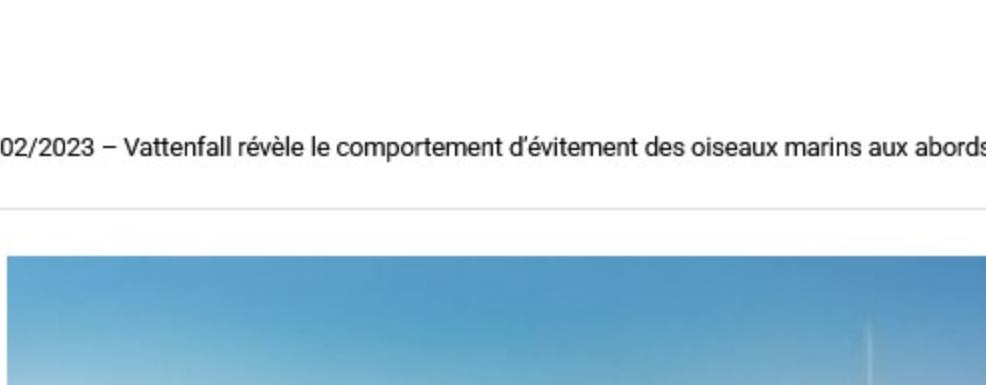 02/2023 – Vattenfall révèle le comportement d'évitement des oiseaux marins aux abords